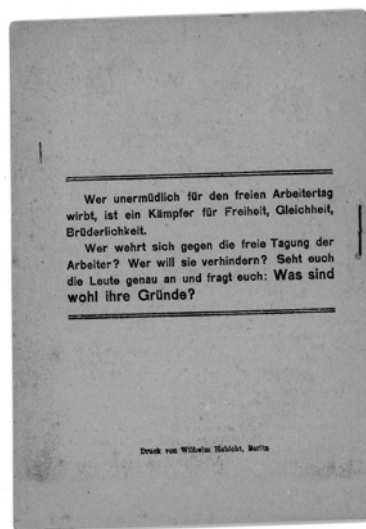 Wer unermüdlich für den freien Arbeitertag
wirbt, ist ein Kämpfer für Freiheit, Gleichheit,
Brüderlichkeit.
Wer wehrt sich gegen die freie Tagung der
Arbeiter? Wer will sie verhindern? Seht euch
die Leute genau an und fragt euch: Was sind
wohl ihre Gründe?
Druck von Wilhelm Habicht, Berlin